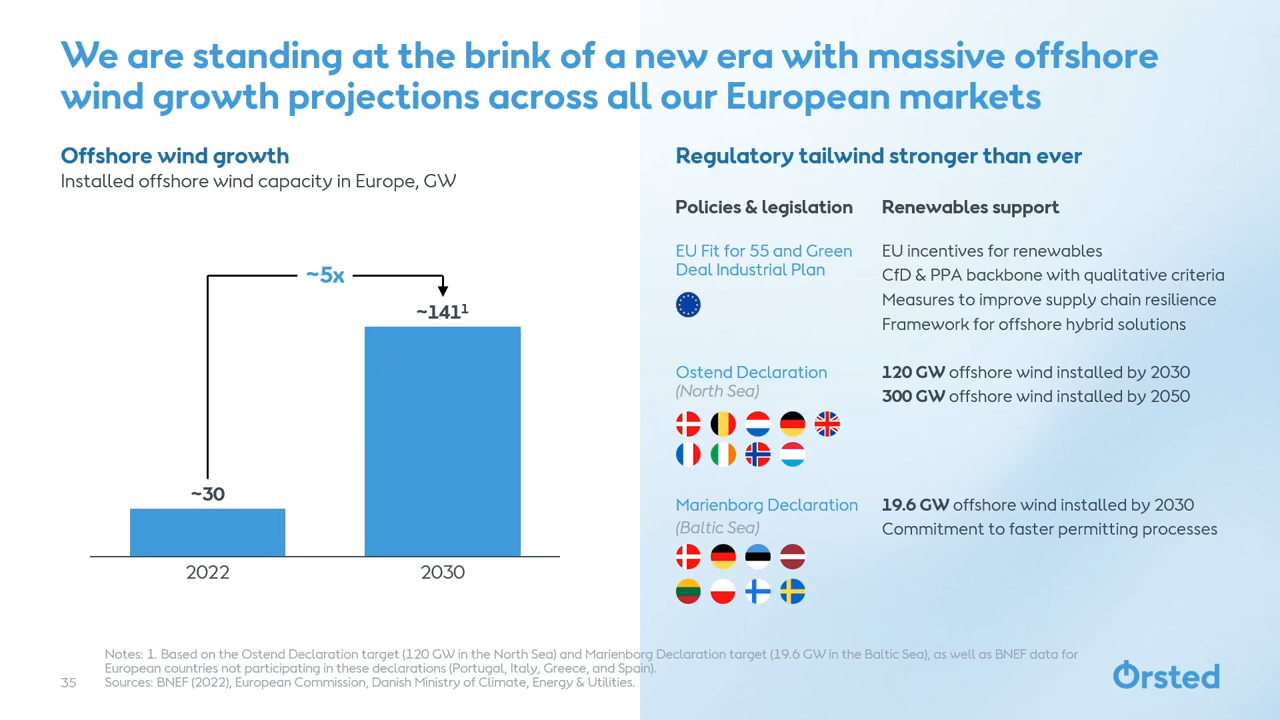 We are standing at the brink of a new era with massive offshore
wind growth projections across all our European markets
Offshore wind growth
Installed offshore wind capacity in Europe, GW
~5x
~141¹
~30
2022
2030
Regulatory tailwind stronger than ever
Policies & legislation
Renewables support
EU Fit for 55 and Green
Deal Industrial Plan
EU incentives for renewables
CfD & PPA backbone with qualitative criteria
Measures to improve supply chain resilience
Framework for offshore hybrid solutions
Ostend Declaration
(North Sea)
120 GW offshore wind installed by 2030
300 GW offshore wind installed by 2050
Marienborg Declaration
(Baltic Sea)
19.6 GW offshore wind installed by 2030
Commitment to faster permitting processes
Notes: 1. Based on the Ostend Declaration target (120 GW in the North Sea) and Marienborg Declaration target (19.6 GW in the Baltic Sea), as well as BNEF data for
European countries not participating in these declarations (Portugal, Italy, Greece, and Spain).
Sources: BNEF (2022), European Commission, Danish Ministry of Climate, Energy & Utilities.
35
Ørsted